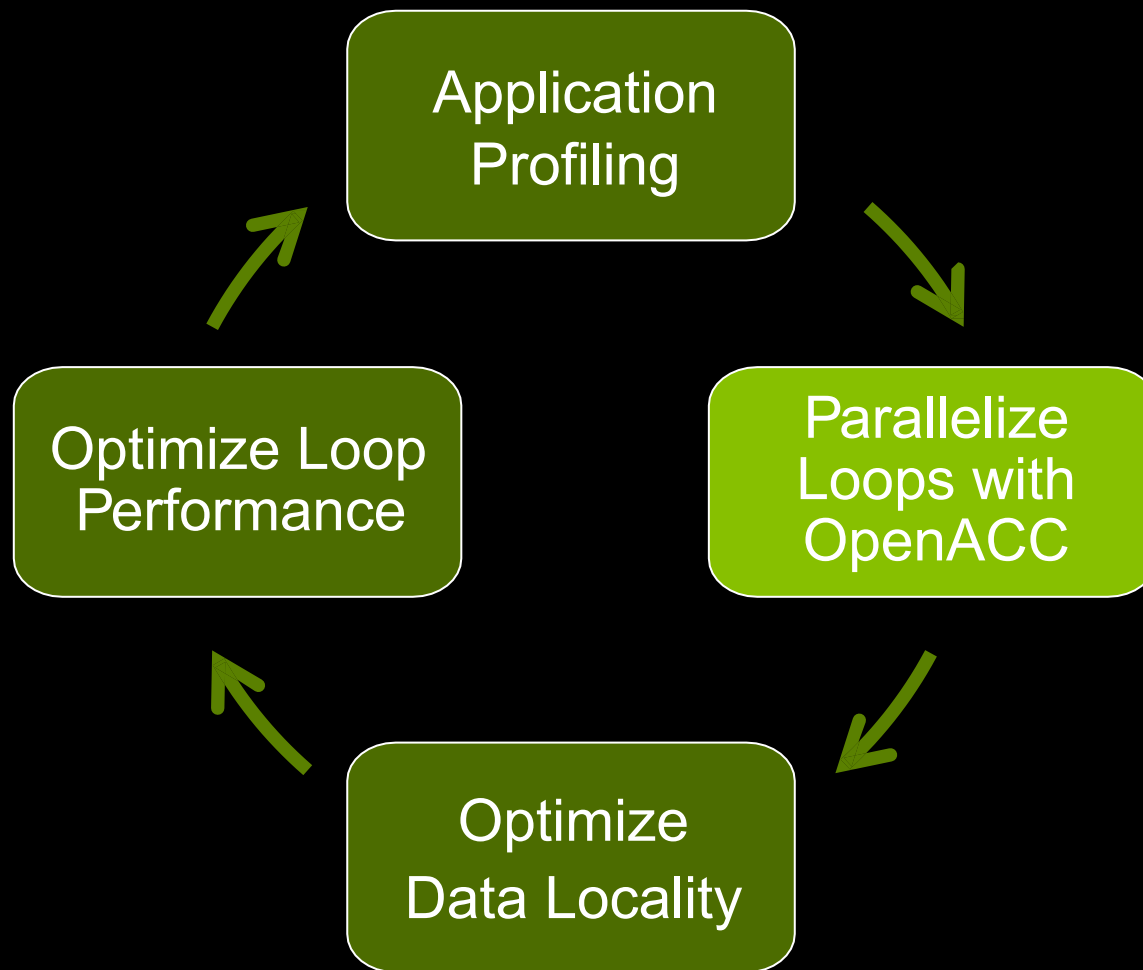 Application
Profiling
Parallelize
Loops with
OpenACC
Optimize
Data Locality
Optimize Loop
Performance